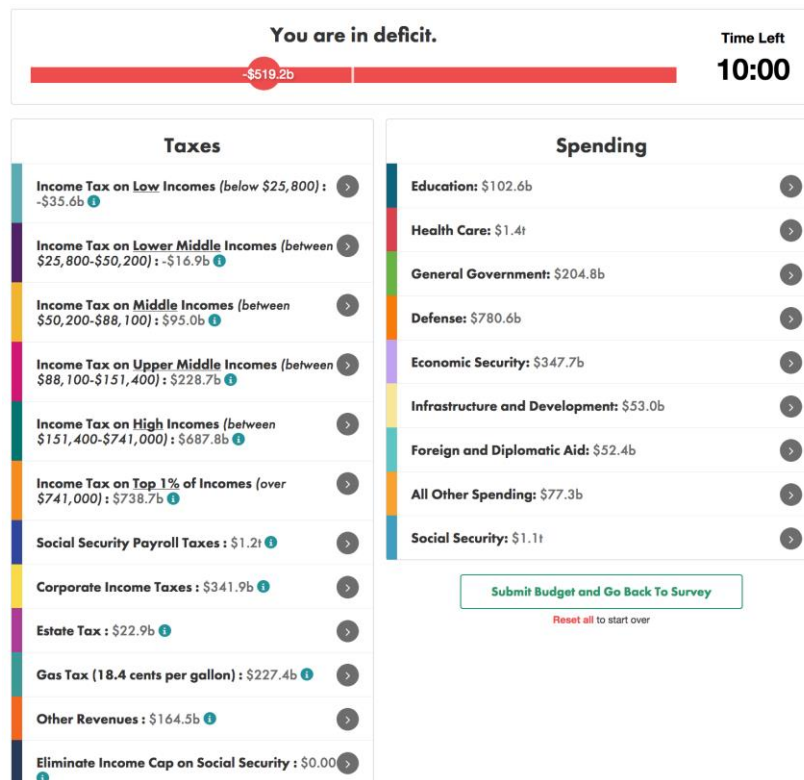 You are in deficit.
-$519.2b
Time Left
10:00
Taxes
Income Tax on Low Incomes (below $25,800) :
-$35.6b i
Income Tax on Lower Middle Incomes (between
$25,800-$50,200) : -$16.9b i
Income Tax on Middle Incomes (between
$50,200-$88,100) : $95.0b i
Income Tax on Upper Middle Incomes (between
$88,100-$151,400) : $228.7b i
Income Tax on High Incomes (between
$151,400-$741,000) : $687.8b i
Income Tax on Top 1% of Incomes (over
$741,000) : $738.7b i
Social Security Payroll Taxes : $1.2t i
Corporate Income Taxes : $341.9b i
Estate Tax : $22.9b i
Gas Tax (18.4 cents per gallon) : $227.4b i
Other Revenues : $164.5b i
Eliminate Income Cap on Social Security : $0.00
i
Spending
Education: $102.6b
Health Care: $1.4t
General Government: $204.8b
Defense: $780.6b
Economic Security: $347.7b
Infrastructure and Development: $53.0b
Foreign and Diplomatic Aid: $52.4b
All Other Spending: $77.3b
Social Security: $1.1t
Submit Budget and Go Back To Survey
Reset all to start over